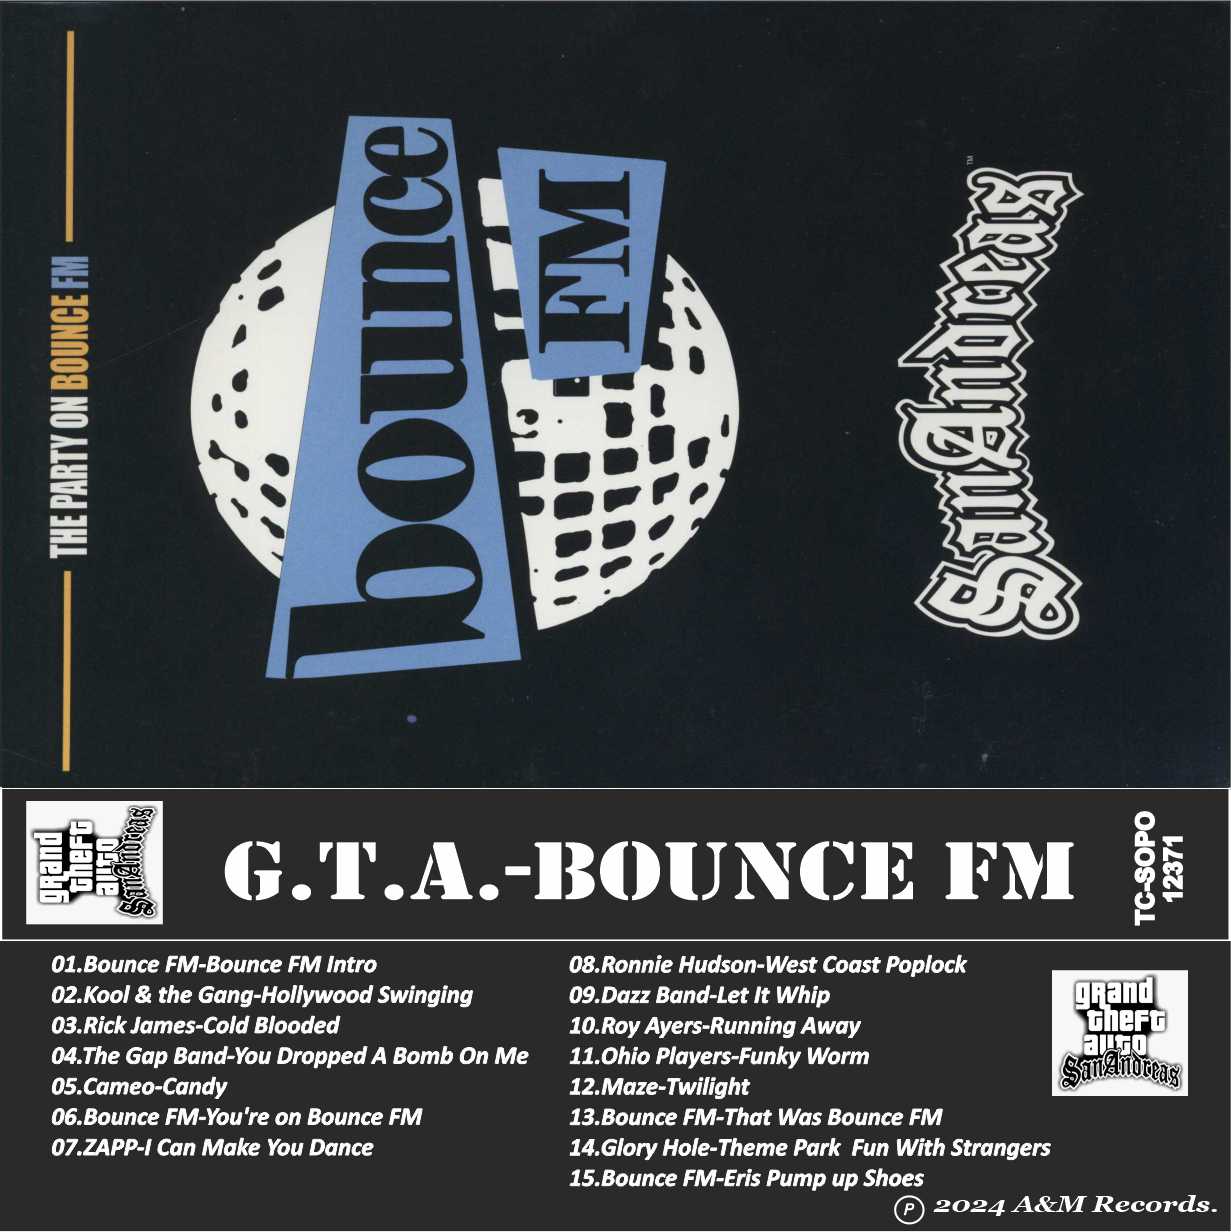 THE PARTY ON BOUNCE FM
bounce
FM
SanAndreas™
grand
theft
auto
SanAndreas
G.T.A.-BOUNCE FM
TC-SOPO
12371
01.Bounce FM-Bounce FM Intro
02.Kool & the Gang-Hollywood Swinging
03.Rick James-Cold Blooded
04.The Gap Band-You Dropped A Bomb On Me
05.Cameo-Candy
06.Bounce FM-You're on Bounce FM
07.ZAPP-I Can Make You Dance
08.Ronnie Hudson-West Coast Poplock
09.Dazz Band-Let It Whip
10.Roy Ayers-Running Away
11.Ohio Players-Funky Worm
12.Maze-Twilight
13.Bounce FM-That Was Bounce FM
14.Glory Hole-Theme Park  Fun With Strangers
15.Bounce FM-Eris Pump up Shoes
grand
theft
auto
SanAndreas
℗ 2024 A&M Records.